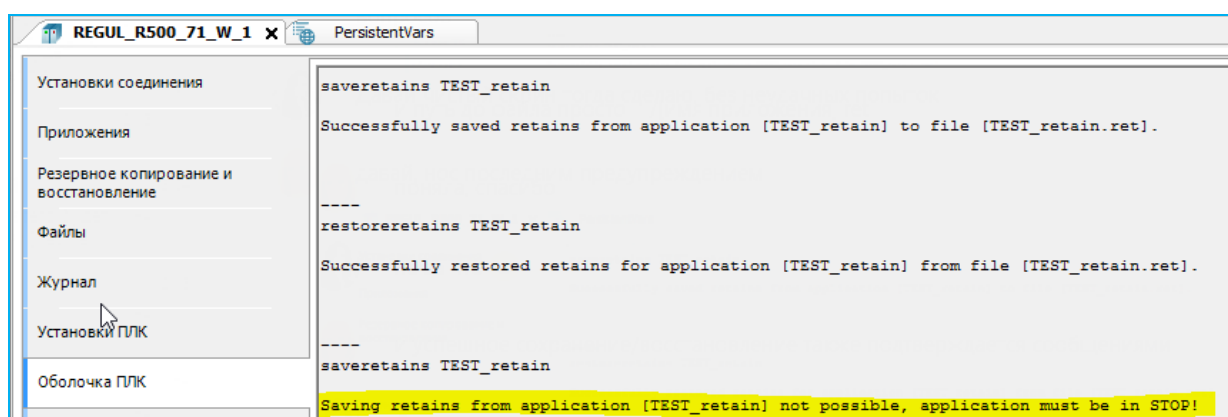 REGUL_R500_71_W_1 x PersistentVars
Установки соединения
Приложения
Резервное копирование и
восстановление
Файлы
Журнал
Установки ПЛК
Оболочка ПЛК
saveretains TEST_retain
Successfully saved retains from application [TEST_retain] to file [TEST_retain.ret].
----
restoreretains TEST_retain
Successfully restored retains for application [TEST_retain] from file [TEST_retain.ret].
----
saveretains TEST_retain
Saving retains from application [TEST_retain] not possible, application must be in STOP!